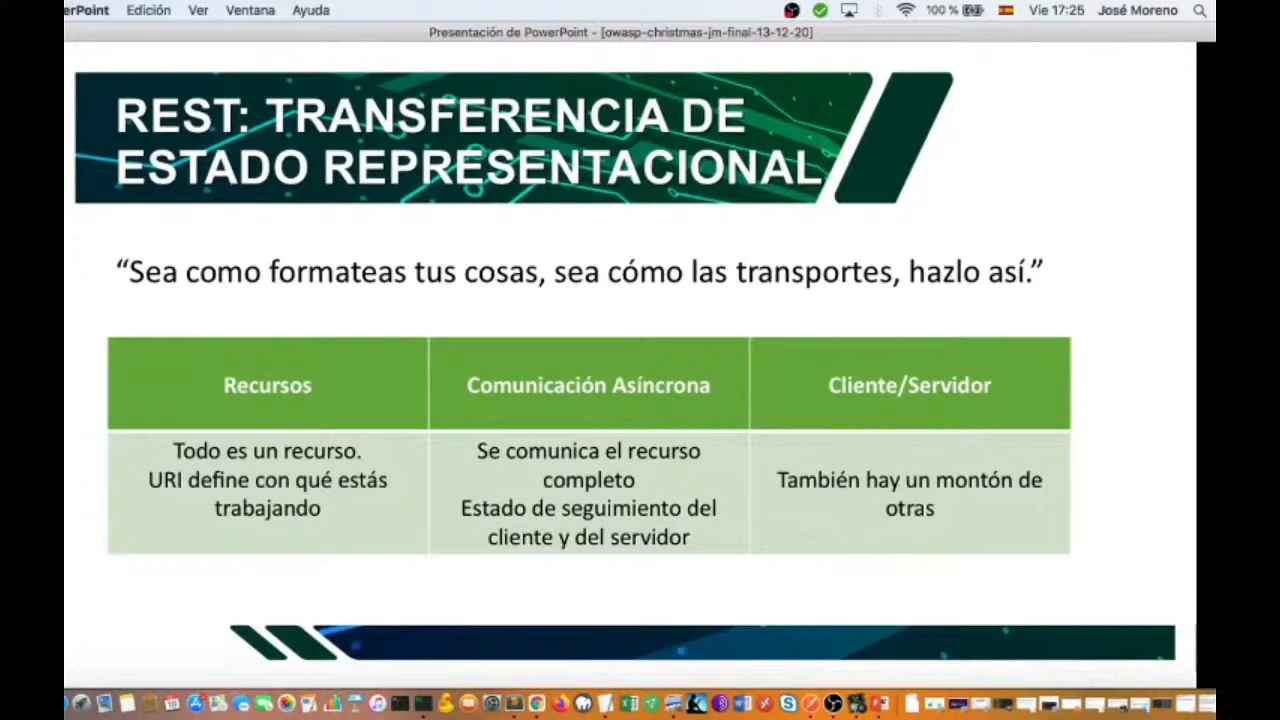 erPoint Edición Ver Ventana Ayuda 100 % Vie 17:25 José Moreno
Presentación de PowerPoint - [owasp-christmas-jm-final-13-12-20]
REST: TRANSFERENCIA DE
ESTADO REPRESENTACIONAL
“Sea como formateas tus cosas, sea cómo las transportes, hazlo así.”
Recursos
Todo es un recurso.
URI define con qué estás
trabajando
Comunicación Asíncrona
Se comunica el recurso
completo
Estado de seguimiento del
cliente y del servidor
Cliente/Servidor
También hay un montón de
otras